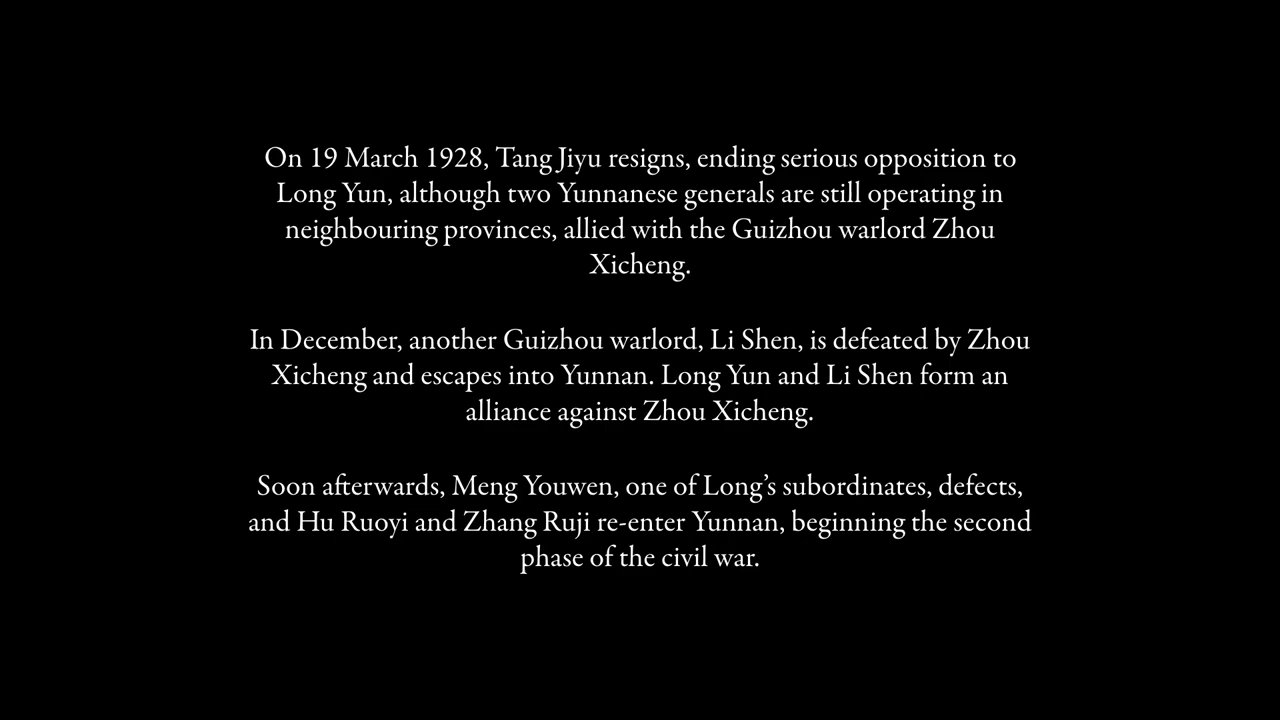 On 19 March 1928, Tang Jiyu resigns, ending serious opposition to
Long Yun, although two Yunnanese generals are still operating in
neighbouring provinces, allied with the Guizhou warlord Zhou
Xicheng.
In December, another Guizhou warlord, Li Shen, is defeated by Zhou
Xicheng and escapes into Yunnan. Long Yun and Li Shen form an
alliance against Zhou Xicheng.
Soon afterwards, Meng Youwen, one of Long’s subordinates, defects,
and Hu Ruoyi and Zhang Ruji re-enter Yunnan, beginning the second
phase of the civil war.